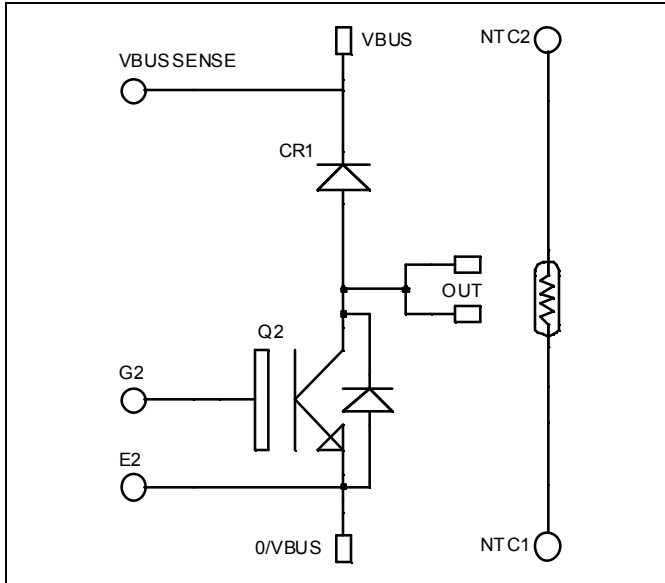 VBUS
NTC2
VBUS SENSE
CR1
OUT
Q2
G2
E2
0/VBUS
NTC1